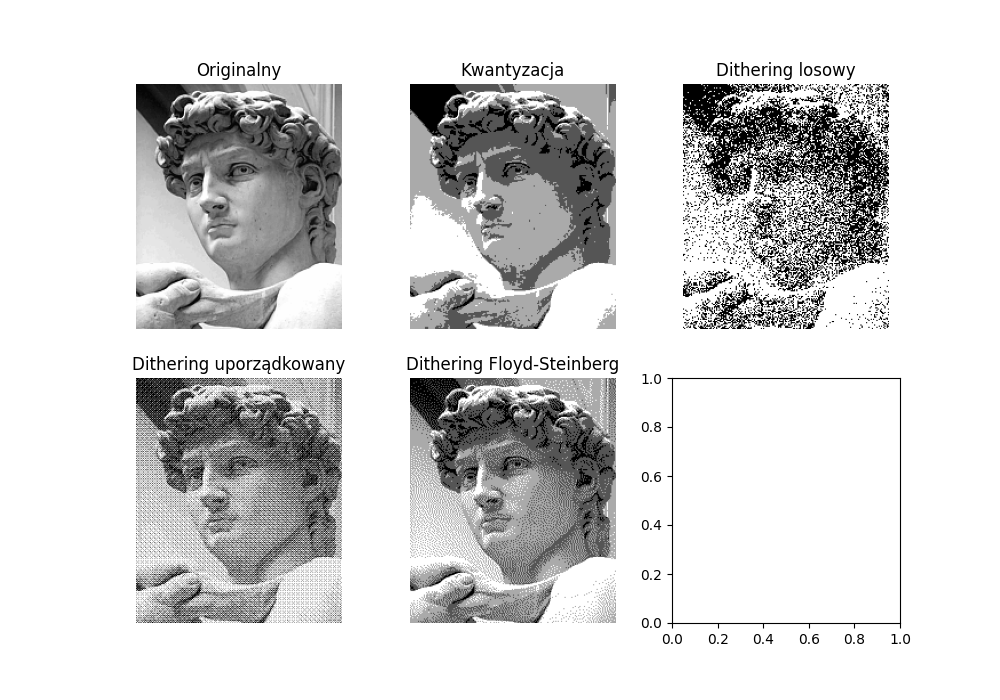 Originalny
Kwantyzacja
Dithering losowy
Dithering uporządkowany
Dithering Floyd-Steinberg
1.0
0.8
0.6
0.4
0.2
0.0
0.0 0.2 0.4 0.6 0.8 1.0